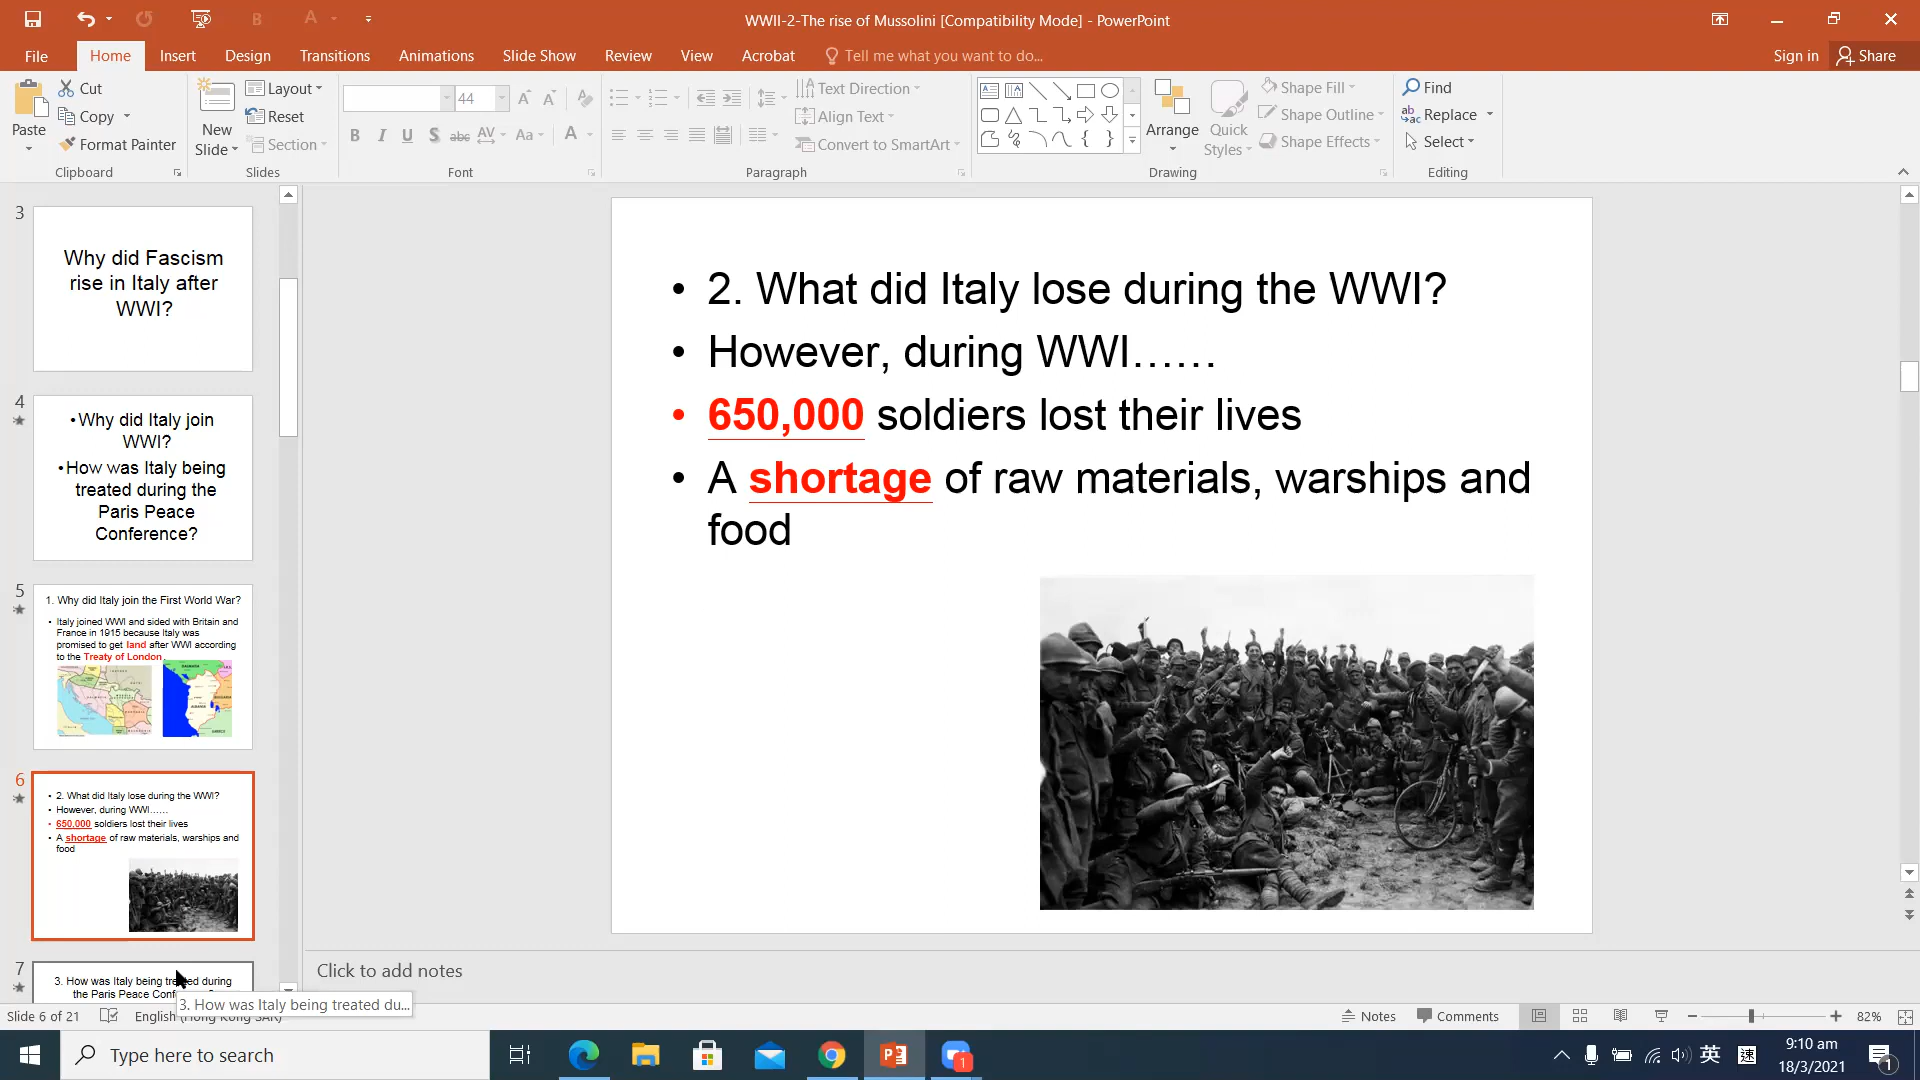 WWII-2-The rise of Mussolini [Compatibility Mode] - PowerPoint
File Home Insert Design Transitions Animations Slide Show Review View Acrobat Tell me what you want to do... Sign in Share
Paste
Cut
Copy
Format Painter
Clipboard
New Slide
Layout
Reset
Section
Slides
44
B I U S abc AV Aa A
Font
Text Direction
Align Text
Convert to SmartArt
Paragraph
Arrange
Quick Styles
Shape Fill
Shape Outline
Shape Effects
Drawing
Find
Replace
Select
Editing
3
Why did Fascism
rise in Italy after
WWI?
4
•Why did Italy join
WWI?
•How was Italy being
treated during the
Paris Peace
Conference?
5
1. Why did Italy join the First World War?
• Italy joined WWI and sided with Britain and
France in 1915 because Italy was
promised to get land after WWI according
to the Treaty of London
6
• 2. What did Italy lose during the WWI?
• However, during WWI……
• 650,000 soldiers lost their lives
• A shortage of raw materials, warships and
food
7
3. How was Italy being treated during
the Paris Peace
3. How was Italy being treated du...
• 2. What did Italy lose during the WWI?
• However, during WWI……
• 650,000 soldiers lost their lives
• A shortage of raw materials, warships and
food
Click to add notes
Slide 6 of 21 English (Hong Kong SAR) Notes Comments 82%
Type here to search
1
英 速
9:10 am
18/3/2021
1